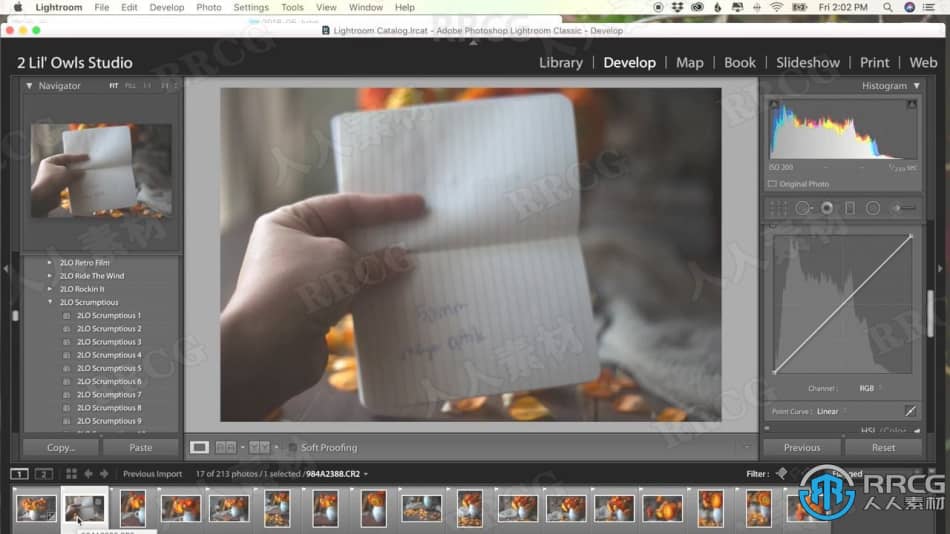 Lightroom File Edit Develop Photo Settings Tools View Window Help Fri 2:02 PM
Lightroom Catalog.lrcat - Adobe Photoshop Lightroom Classic - Develop
2 Lil' Owls Studio
Library | Develop | Map | Book | Slideshow | Print | Web
Navigator FIT FILL 1:1
Histogram
ISO 200
Original Photo
2LO Retro Film
2LO Ride The Wind
2LO Rockin It
2LO Scrumptious
2LO Scrumptious 1
2LO Scrumptious 2
2LO Scrumptious 3
2LO Scrumptious 4
2LO Scrumptious 5
2LO Scrumptious 6
2LO Scrumptious 7
2LO Scrumptious 8
2LO Scrumptious 9
50mm
Channel : RGB
Point Curve : Linear
HSL / Color
Copy... Paste
Soft Proofing
Previous Reset
1 2 Previous Import 17 of 213 photos / 1 selected / 984A2388.CR2
Filter :
RRCG
人人素材